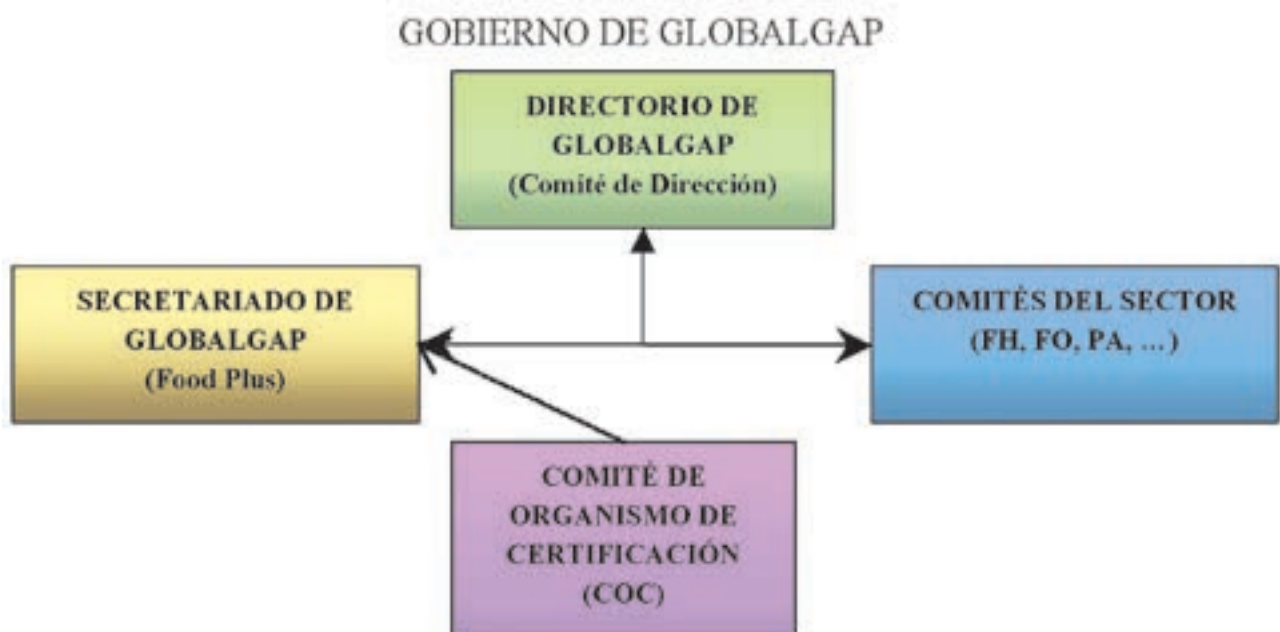 GOBIERNO DE GLOBALGAP
DIRECTORIO DE
GLOBALGAP
(Comité de Dirección)
SECRETARIADO DE
GLOBALGAP
(Food Plus)
COMITÉS DEL SECTOR
(FH, FO, PA, ...)
COMITÉ DE
ORGANISMO DE
CERTIFICACIÓN
(COC)